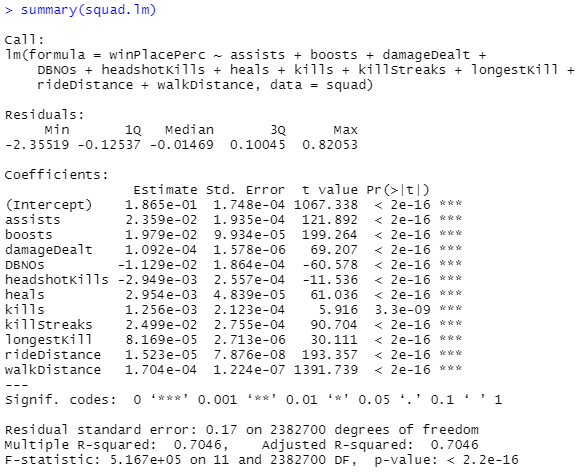 > summary(squad.lm)

Call:
lm(formula = winPlacePerc ~ assists + boosts + damageDealt +
    DBNOs + headshotKills + heals + kills + killStreaks + longestKill +
    rideDistance + walkDistance, data = squad)

Residuals:
     Min       1Q   Median       3Q      Max
-2.35519 -0.12537 -0.01469  0.10045  0.82053

Coefficients:
                Estimate Std. Error  t value Pr(>|t|)
(Intercept)    1.865e-01  1.748e-04 1067.338  < 2e-16 ***
assists        2.359e-02  1.935e-04  121.892  < 2e-16 ***
boosts         1.979e-02  9.934e-05  199.264  < 2e-16 ***
damageDealt    1.092e-04  1.578e-06   69.207  < 2e-16 ***
DBNOs         -1.129e-02  1.864e-04  -60.578  < 2e-16 ***
headshotKills -2.949e-03  2.557e-04  -11.536  < 2e-16 ***
heals          2.954e-03  4.839e-05   61.036  < 2e-16 ***
kills          1.256e-03  2.123e-04    5.916  3.3e-09 ***
killStreaks    2.499e-02  2.755e-04   90.704  < 2e-16 ***
longestKill    8.169e-05  2.713e-06   30.111  < 2e-16 ***
rideDistance   1.523e-05  7.876e-08  193.357  < 2e-16 ***
walkDistance   1.704e-04  1.224e-07 1391.739  < 2e-16 ***
---
Signif. codes:  0 ‘***’ 0.001 ‘**’ 0.01 ‘*’ 0.05 ‘.’ 0.1 ‘ ’ 1

Residual standard error: 0.17 on 2382700 degrees of freedom
Multiple R-squared:  0.7046,    Adjusted R-squared:  0.7046
F-statistic: 5.167e+05 on 11 and 2382700 DF,  p-value: < 2.2e-16